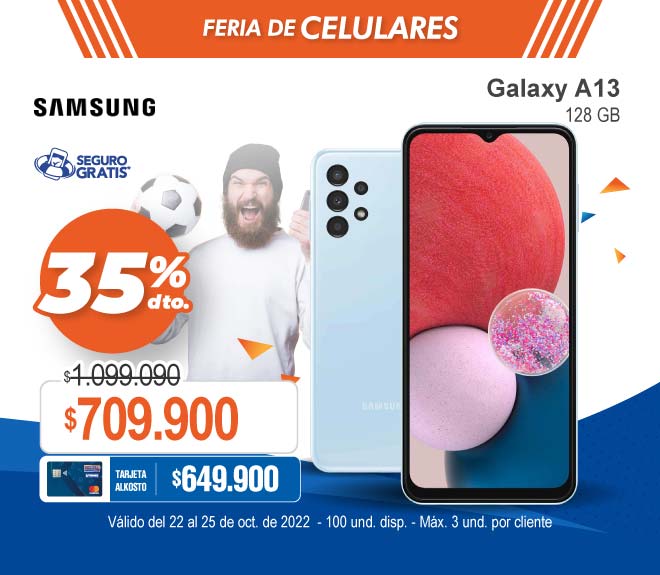 FERIA DE CELULARES
Galaxy A13
128 GB
SAMSUNG
SEGURO
GRATIS*
35%
dto.
$1.099.090
$709.900
TARJETA
ALKOSTO
$649.900
SAMSUNG
Válido del 22 al 25 de oct. de 2022 - 100 und. disp. - Máx. 3 und. por cliente